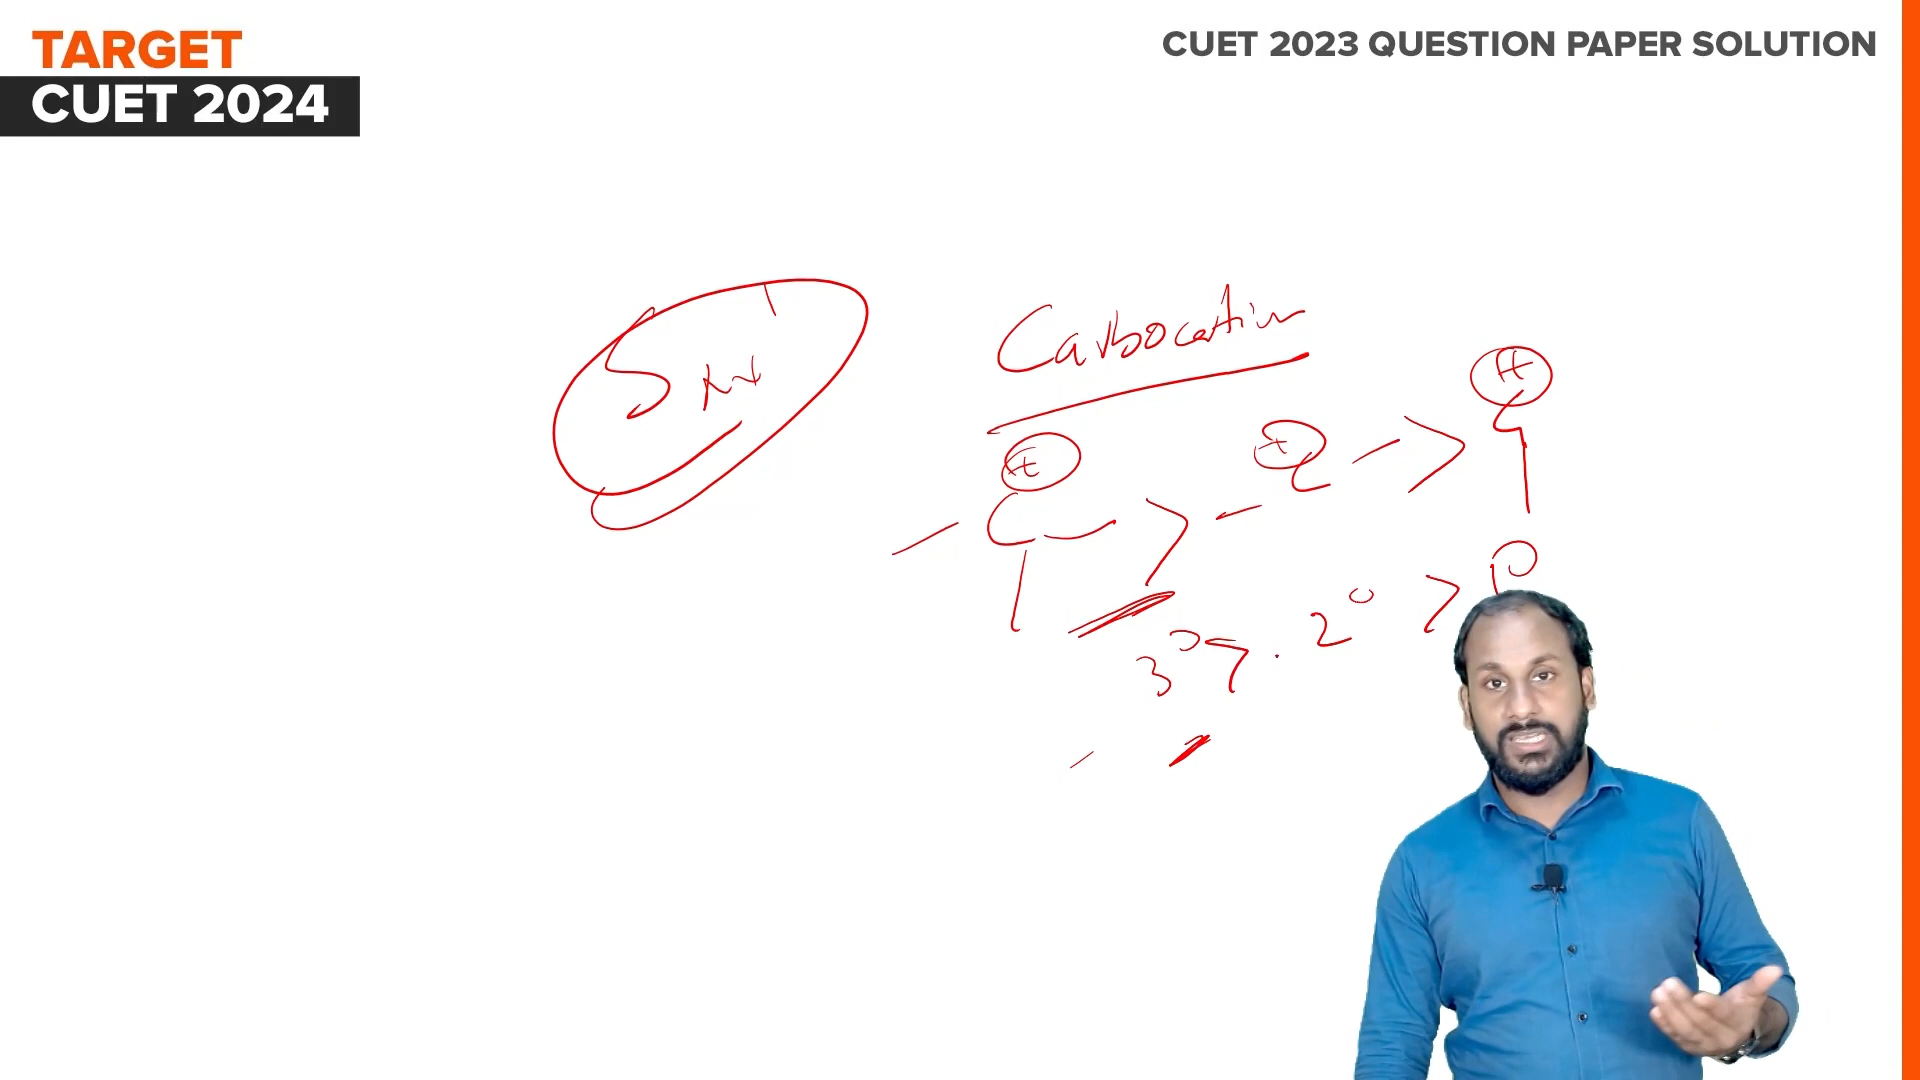 TARGET
CUET 2024
CUET 2023 QUESTION PAPER SOLUTION
SN1
Carbocation
— C⊕ — > — C⊕ — > C⊕
3° > 2° > 1°